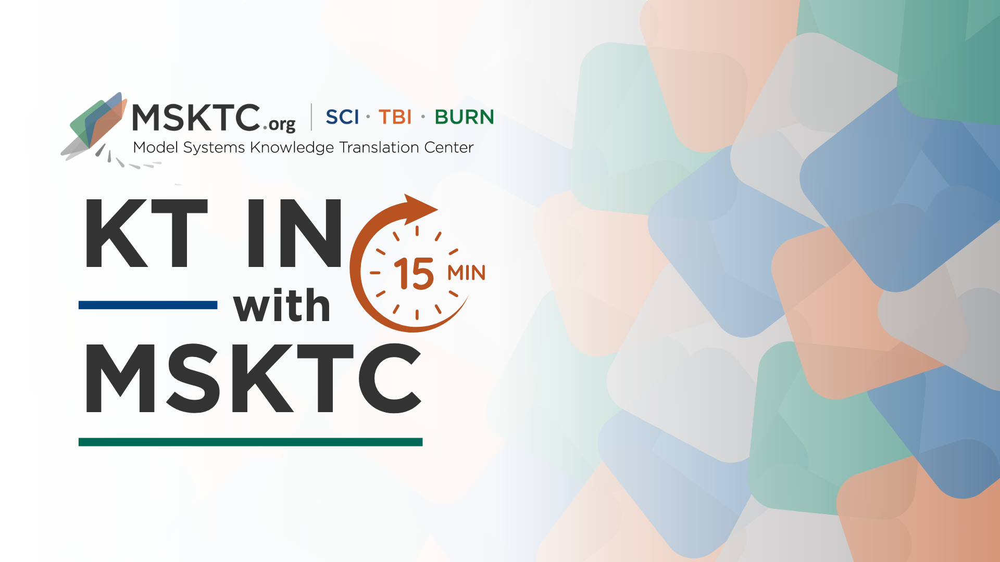 MSKTC.org | SCI · TBI · BURN
Model Systems Knowledge Translation Center
KT IN
15 MIN
with
MSKTC